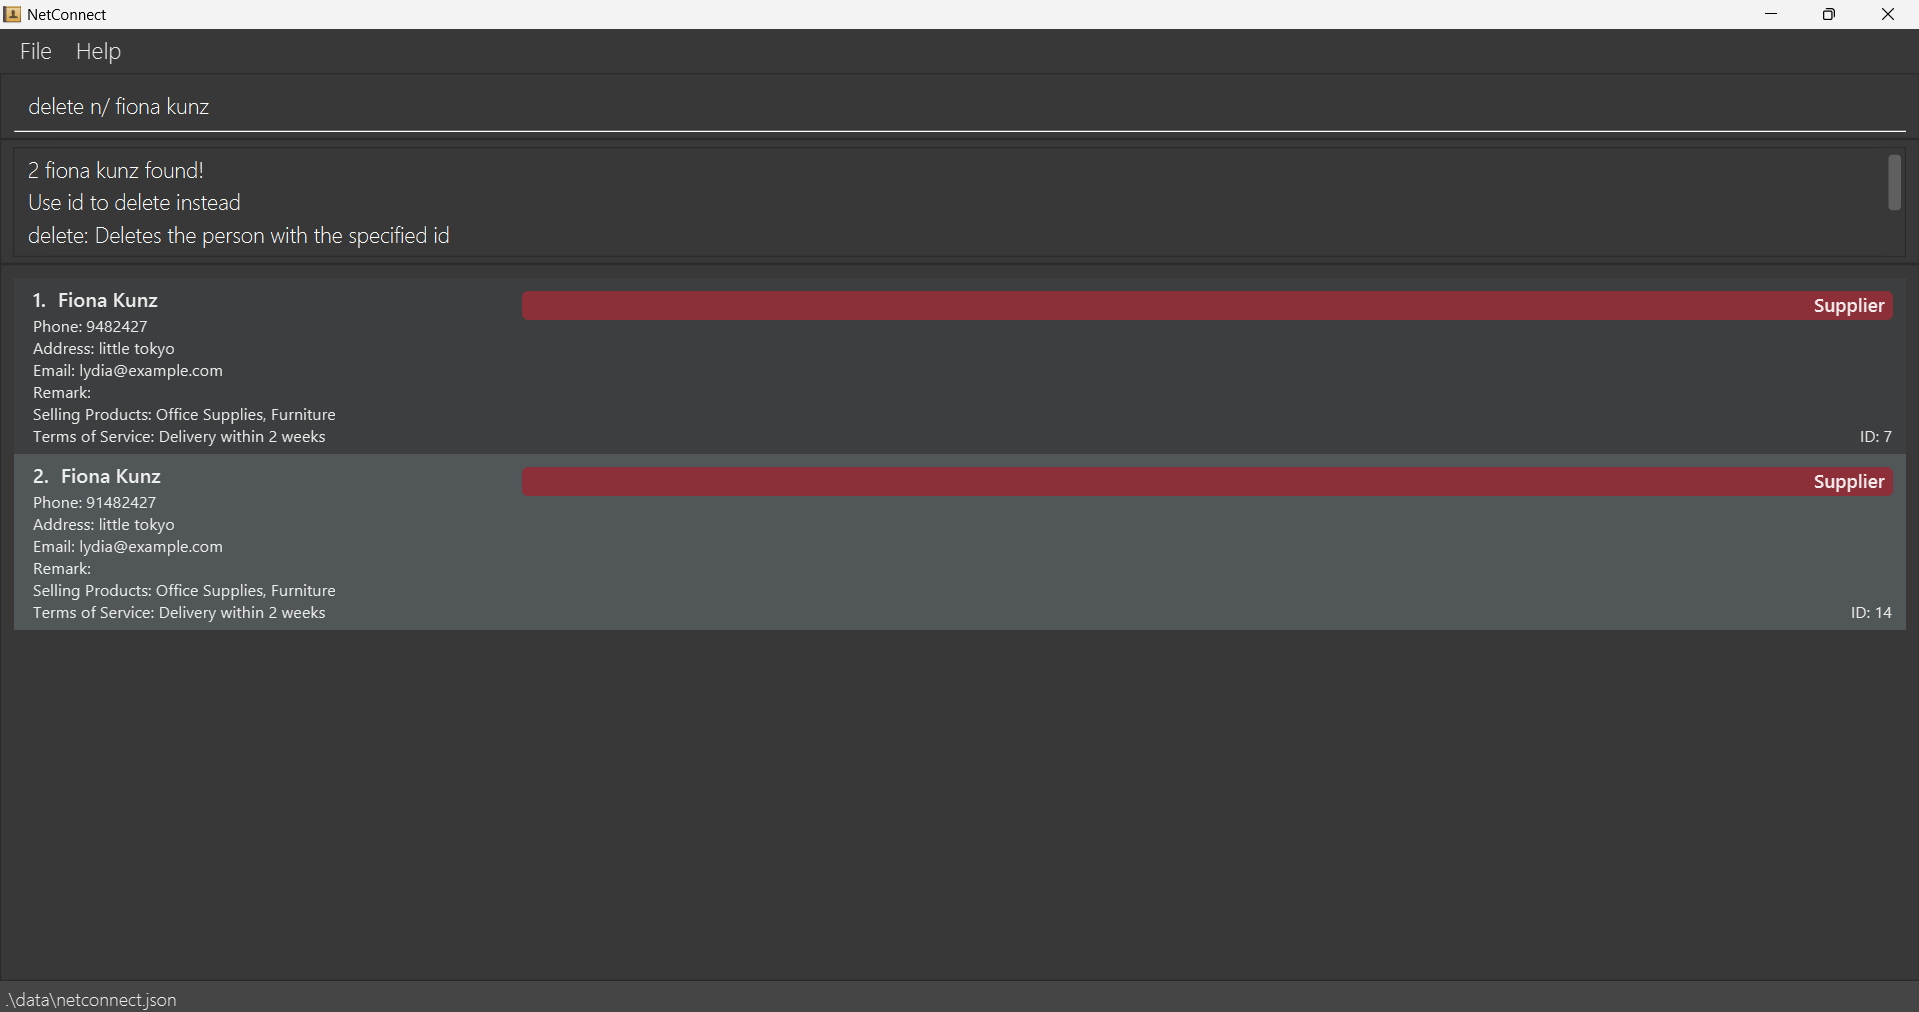 NetConnect
File Help
delete n/ fiona kunz
2 fiona kunz found!
Use id to delete instead
delete: Deletes the person with the specified id
1. Fiona Kunz
Supplier
Phone: 9482427
Address: little tokyo
Email: lydia@example.com
Remark:
Selling Products: Office Supplies, Furniture
Terms of Service: Delivery within 2 weeks
ID: 7
2. Fiona Kunz
Supplier
Phone: 91482427
Address: little tokyo
Email: lydia@example.com
Remark:
Selling Products: Office Supplies, Furniture
Terms of Service: Delivery within 2 weeks
ID: 14
.\data\netconnect.json